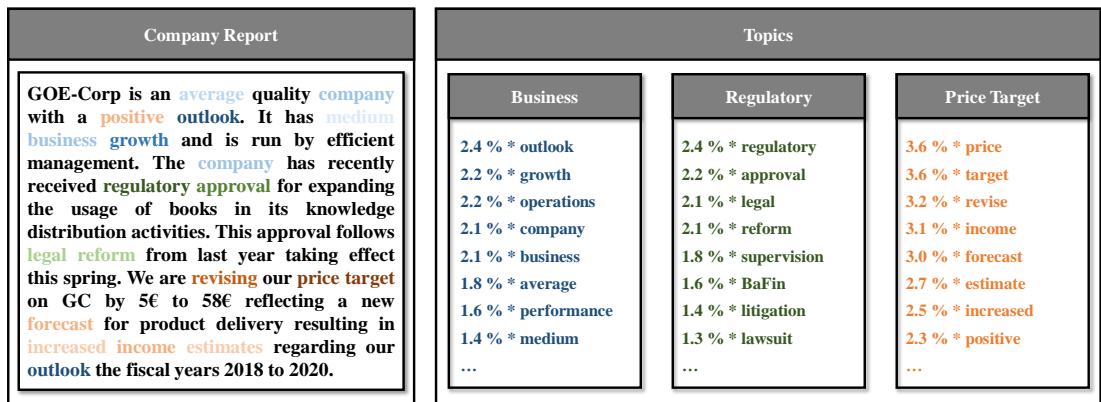 Company Report
GOE-Corp is an average quality company
with a positive outlook. It has medium
business growth and is run by efficient
management. The company has recently
received regulatory approval for expanding
the usage of books in its knowledge
distribution activities. This approval follows
legal reform from last year taking effect
this spring. We are revising our price target
on GC by 5€ to 58€ reflecting a new
forecast for product delivery resulting in
increased income estimates regarding our
outlook the fiscal years 2018 to 2020.
Topics
Business
2.4 % * outlook
2.2 % * growth
2.2 % * operations
2.1 % * company
2.1 % * business
1.8 % * average
1.6 % * performance
1.4 % * medium
…
Regulatory
2.4 % * regulatory
2.2 % * approval
2.1 % * legal
2.1 % * reform
1.8 % * supervision
1.6 % * BaFin
1.4 % * litigation
1.3 % * lawsuit
…
Price Target
3.6 % * price
3.6 % * target
3.2 % * revise
3.1 % * income
3.0 % * forecast
2.7 % * estimate
2.5 % * increased
2.3 % * positive
…